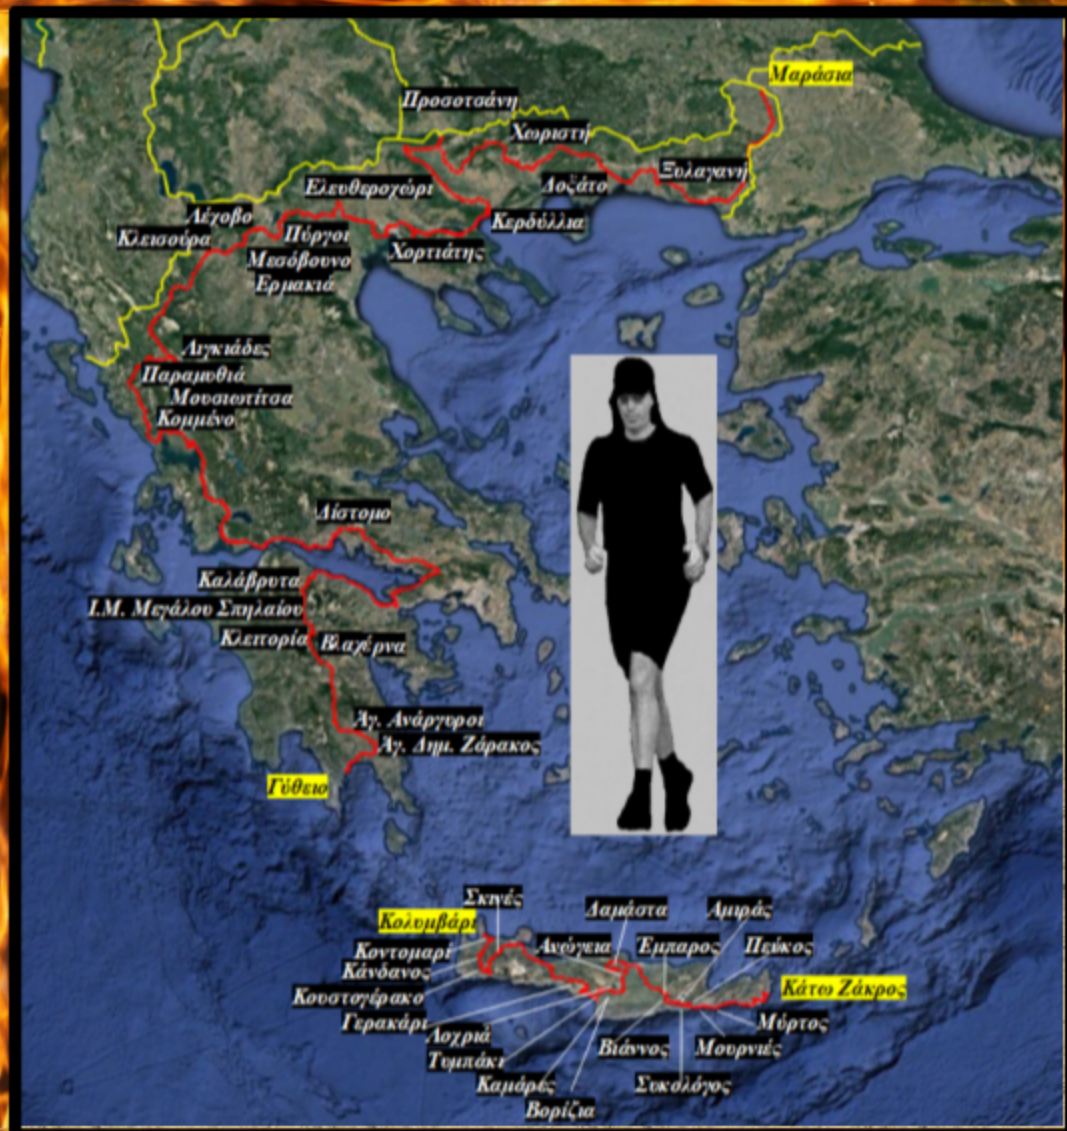 Μαράσια
Προσοτσάνη
Χωριστή
Ξυλαγανή
Ελευθεροχώρι
Δοξάτο
Λέχοβο
Κερδύλλια
Κλεισούρα
Πύργοι
Χορτιάτης
Μεσόβουνο
Ερμακιά
Λιγκιάδες
Παραμυθιά
Μουσιωτίτσα
Κομμένο
Δίστομο
Καλάβρυτα
Ι.Μ. Μεγάλου Σπηλαίου
Κλειτορία
Βλαχέρνα
Άγ. Ανάργυροι
Άγ. Δημ. Ζάρακος
Γύθειο
Σκινές
Δαμάστα
Αμιράς
Κολυμβάρι
Ανώγεια
Έμπαρος
Πεύκος
Κοντομαρί
Κάνδανος
Κάτω Ζάκρος
Κουστογέρακο
Γερακάρι
Μύρτος
Λοχριά
Βιάννος
Μουρνιές
Τυμπάκι
Καμάρες
Συκολόγος
Βορίζια